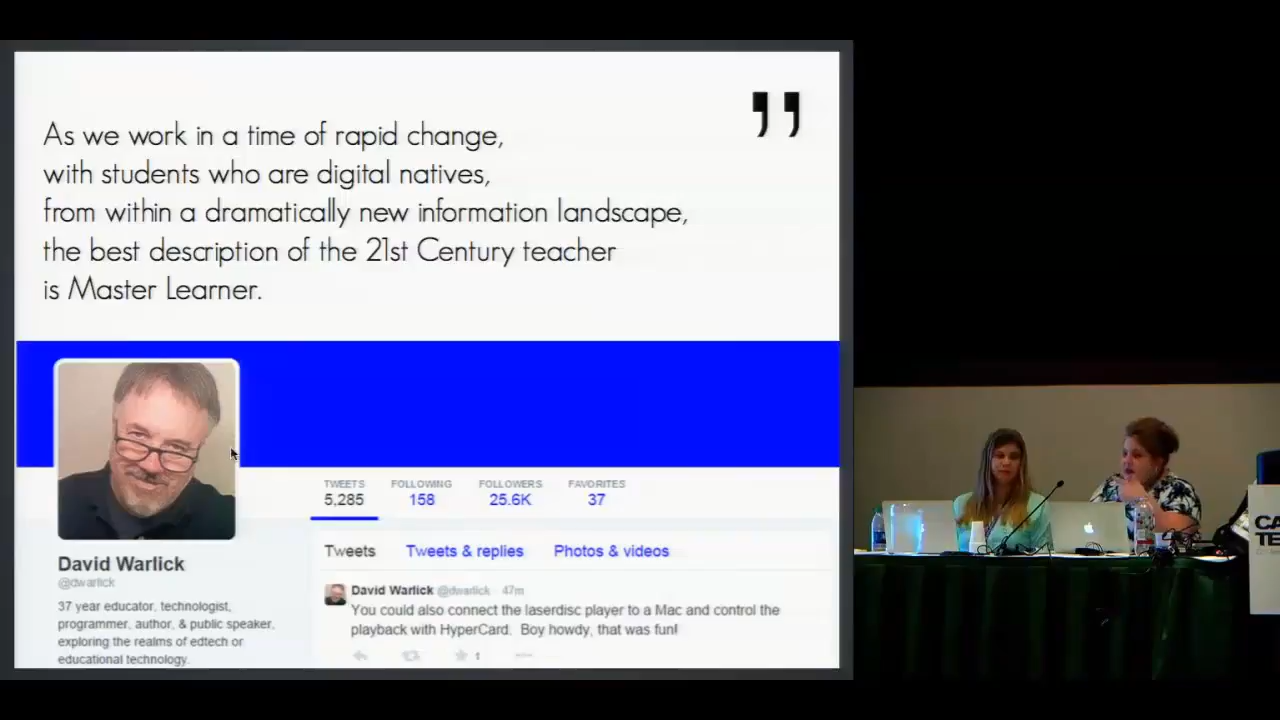 ”
As we work in a time of rapid change,
with students who are digital natives,
from within a dramatically new information landscape,
the best description of the 21st Century teacher
is Master Learner.
TWEETS FOLLOWING FOLLOWERS FAVORITES
5,285 158 25.6K 37
Tweets Tweets & replies Photos & videos
David Warlick
@dwarlick
37 year educator, technologist,
programmer, author, & public speaker,
exploring the realms of edtech or
educational technology.
David Warlick @dwarlick 47m
You could also connect the laserdisc player to a Mac and control the
playback with HyperCard. Boy howdy, that was fun!
1
CA
TE